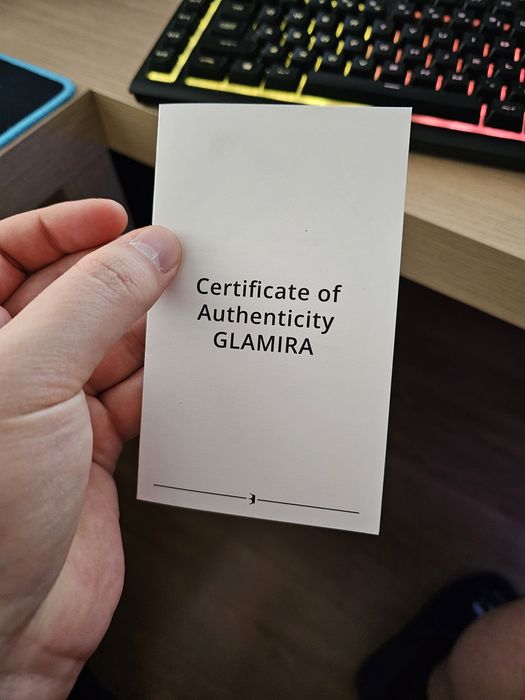 Certificate of
Authenticity
GLAMIRA